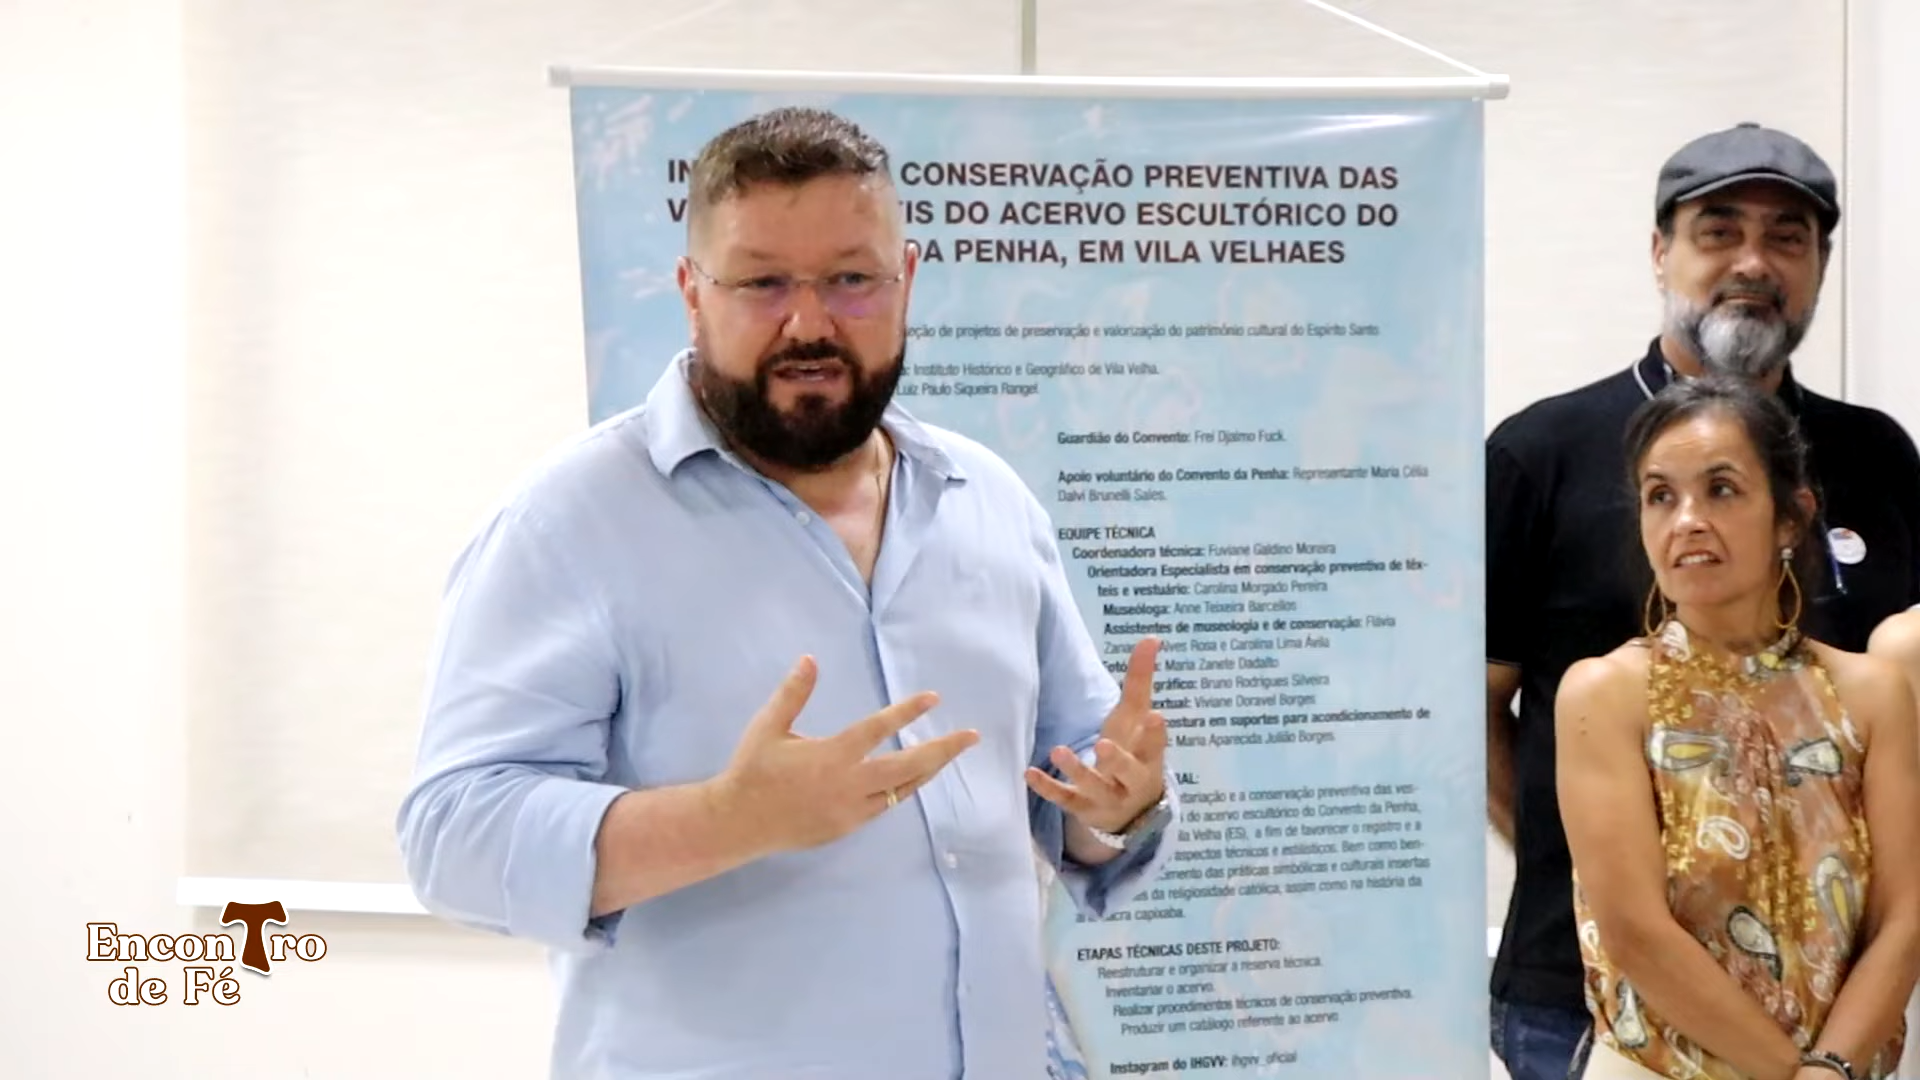 CONSERVAÇÃO PREVENTIVA DAS
IS DO ACERVO ESCULTÓRICO DO
DA PENHA, EM VILA VELHAES
de projetos de preservação e valorização do patrimônio cultural do Espírito Santo
Instituto Histórico e Geográfico de Vila Velha.
Luiz Paulo Siqueira Rangel.
Guardião do Convento: Frei Djalmo Fuck.
Apoio voluntário do Convento da Penha: Representante Maria Célia
Dalvi Brunelli Sales.
EQUIPE TÉCNICA
Coordenadora técnica: Fuviane Galdino Moreira
Orientadora Especialista em conservação preventiva de têx-
teis e vestuário: Carolina Morgado Pereira
Museóloga: Anne Teixeira Barcellos
Assistentes de museologia e de conservação: Flávia
Alves Rosa e Carolina Lima Ávila
Maria Zanete Dadalto
gráfico: Bruno Rodrigues Silveira
extual: Viviane Doravel Borges
costura em suportes para acondicionamento de
Maria Aparecida Julião Borges
RAL:
e a conservação preventiva das ves-
do acervo escultórico do Convento da Penha,
Vila Velha (ES), a fim de favorecer o registro e a
aspectos técnicos e estilísticos. Bem como ben-
das práticas simbólicas e culturais insertas
da religiosidade católica, assim como na história da
sacra capixaba.
ETAPAS TÉCNICAS DESTE PROJETO:
Reestruturar e organizar a reserva técnica.
Inventariar o acervo.
Realizar procedimentos técnicos de conservação preventiva.
Produzir um catálogo referente ao acervo
Instagram do IHGVV: ihgvv_oficial
EnconTro
de Fé